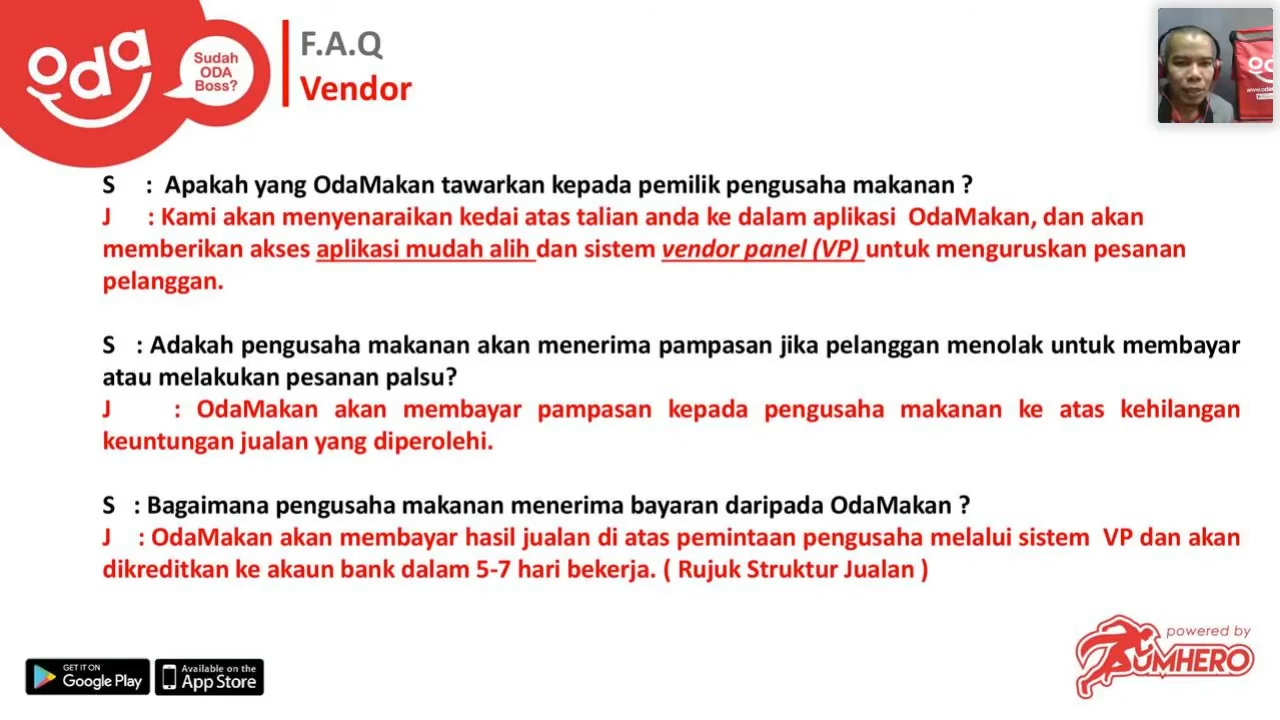 oda
Sudah
ODA
Boss?
F.A.Q
Vendor
S : Apakah yang OdaMakan tawarkan kepada pemilik pengusaha makanan ?
J : Kami akan menyenaraikan kedai atas talian anda ke dalam aplikasi OdaMakan, dan akan
memberikan akses aplikasi mudah alih dan sistem vendor panel (VP) untuk menguruskan pesanan
pelanggan.
S : Adakah pengusaha makanan akan menerima pampasan jika pelanggan menolak untuk membayar
atau melakukan pesanan palsu?
J : OdaMakan akan membayar pampasan kepada pengusaha makanan ke atas kehilangan
keuntungan jualan yang diperolehi.
S : Bagaimana pengusaha makanan menerima bayaran daripada OdaMakan ?
J : OdaMakan akan membayar hasil jualan di atas pemintaan pengusaha melalui sistem VP dan akan
dikreditkan ke akaun bank dalam 5-7 hari bekerja. ( Rujuk Struktur Jualan )
GET IT ON
Google Play
Available on the
App Store
powered by
UMHERO